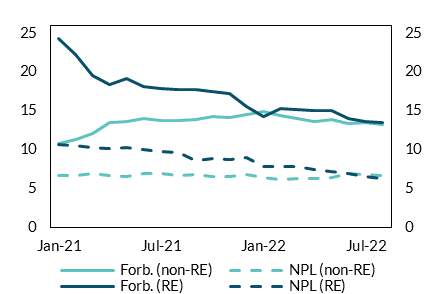 25 25
20 20
15 15
10 10
5 5
0 0
Jan-21 Jul-21 Jan-22 Jul-22
Forb. (non-RE) NPL (non-RE)
Forb. (RE) NPL (RE)